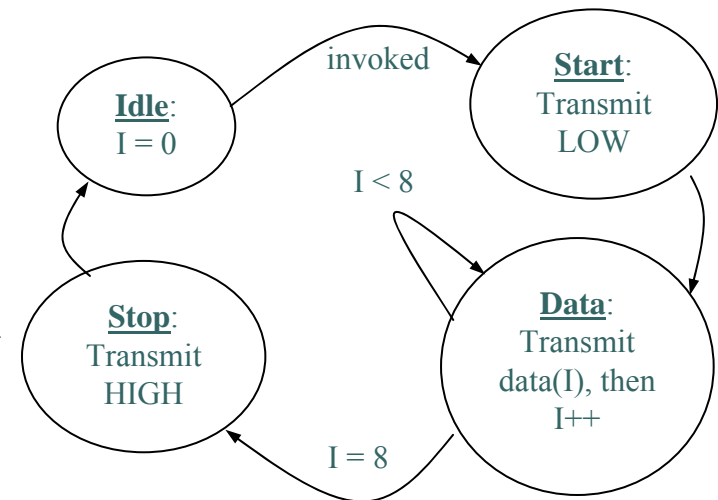 invoked
Idle:
I = 0
Start:
Transmit
LOW
I < 8
Data:
Transmit
data(I), then
I++
I = 8
Stop:
Transmit
HIGH